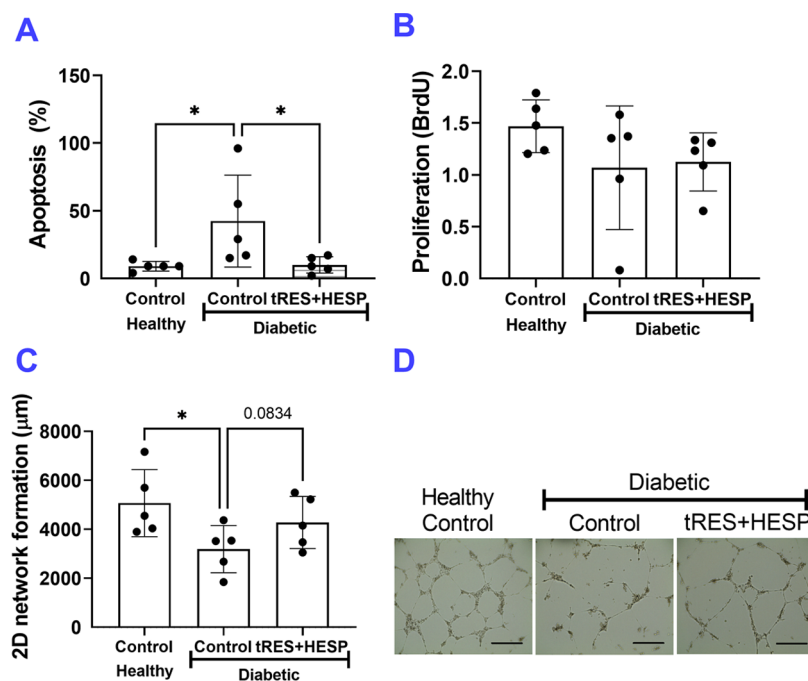 A
Apoptosis (%)
150
100
50
0
*
*
Control
Healthy
Control tRES+HESP
Diabetic
B
Proliferation (BrdU)
2.0
1.5
1.0
0.5
0.0
Control
Healthy
Control tRES+HESP
Diabetic
C
2D network formation (μm)
8000
6000
4000
2000
0
*
0.0834
Control
Healthy
Control tRES+HESP
Diabetic
D
Diabetic
Healthy
Control
Control
tRES+HESP